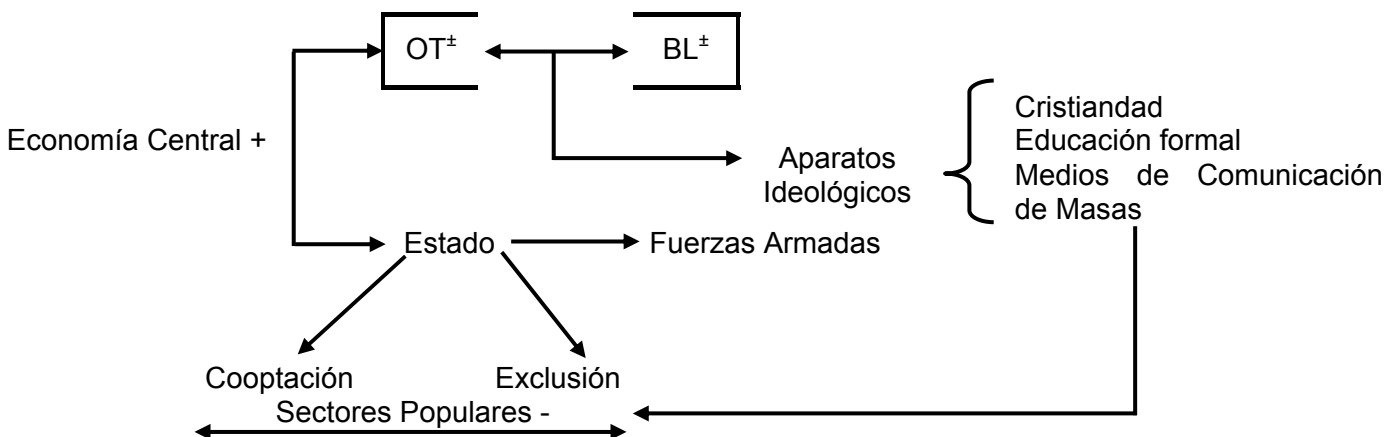 OT± BL±
Economía Central +
Aparatos
Ideológicos
Cristiandad
Educación formal
Medios de Comunicación
de Masas
Estado Fuerzas Armadas
Cooptación Exclusión
Sectores Populares -